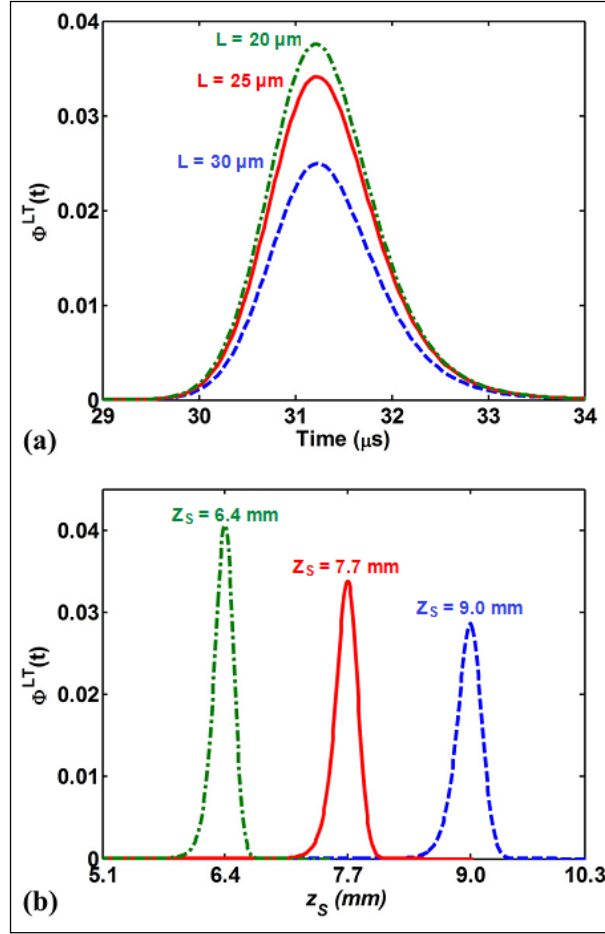 0.04
L = 20 μm
L = 25 μm
0.03
L = 30 μm
0.02
Φᴸᵀ(t)
0.01
0
29 30 31 32 33 34
(a) Time (μs)
0.04
Z_S = 6.4 mm
Z_S = 7.7 mm
0.03
Z_S = 9.0 mm
0.02
Φᴸᵀ(t)
0.01
0
5.1 6.4 7.7 9.0 10.3
(b) z_S (mm)